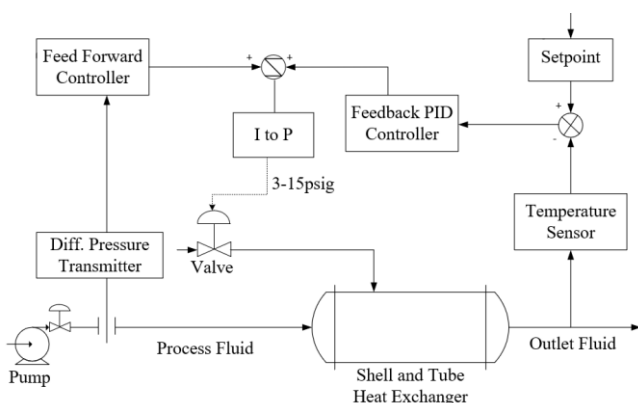 Feed Forward
Controller
+
+
Setpoint
I to P
Feedback PID
Controller
+
-
3-15psig
Diff. Pressure
Transmitter
Valve
Temperature
Sensor
Pump
Process Fluid
Shell and Tube
Heat Exchanger
Outlet Fluid